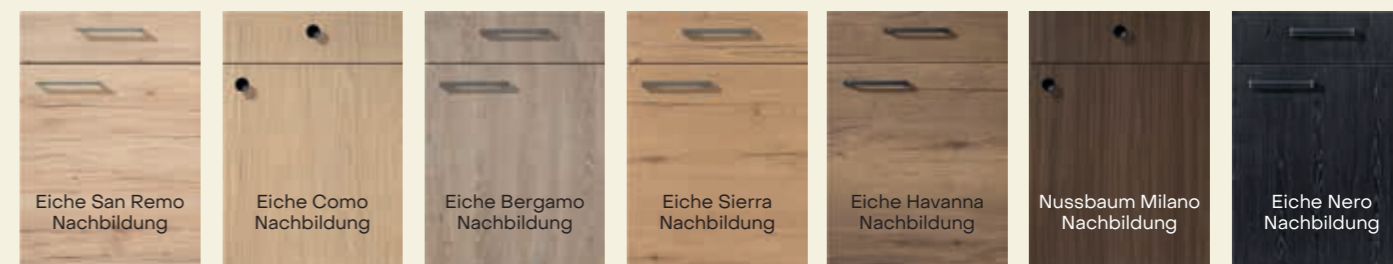 Eiche San Remo
Nachbildung
Eiche Como
Nachbildung
Eiche Bergamo
Nachbildung
Eiche Sierra
Nachbildung
Eiche Havanna
Nachbildung
Nussbaum Milano
Nachbildung
Eiche Nero
Nachbildung